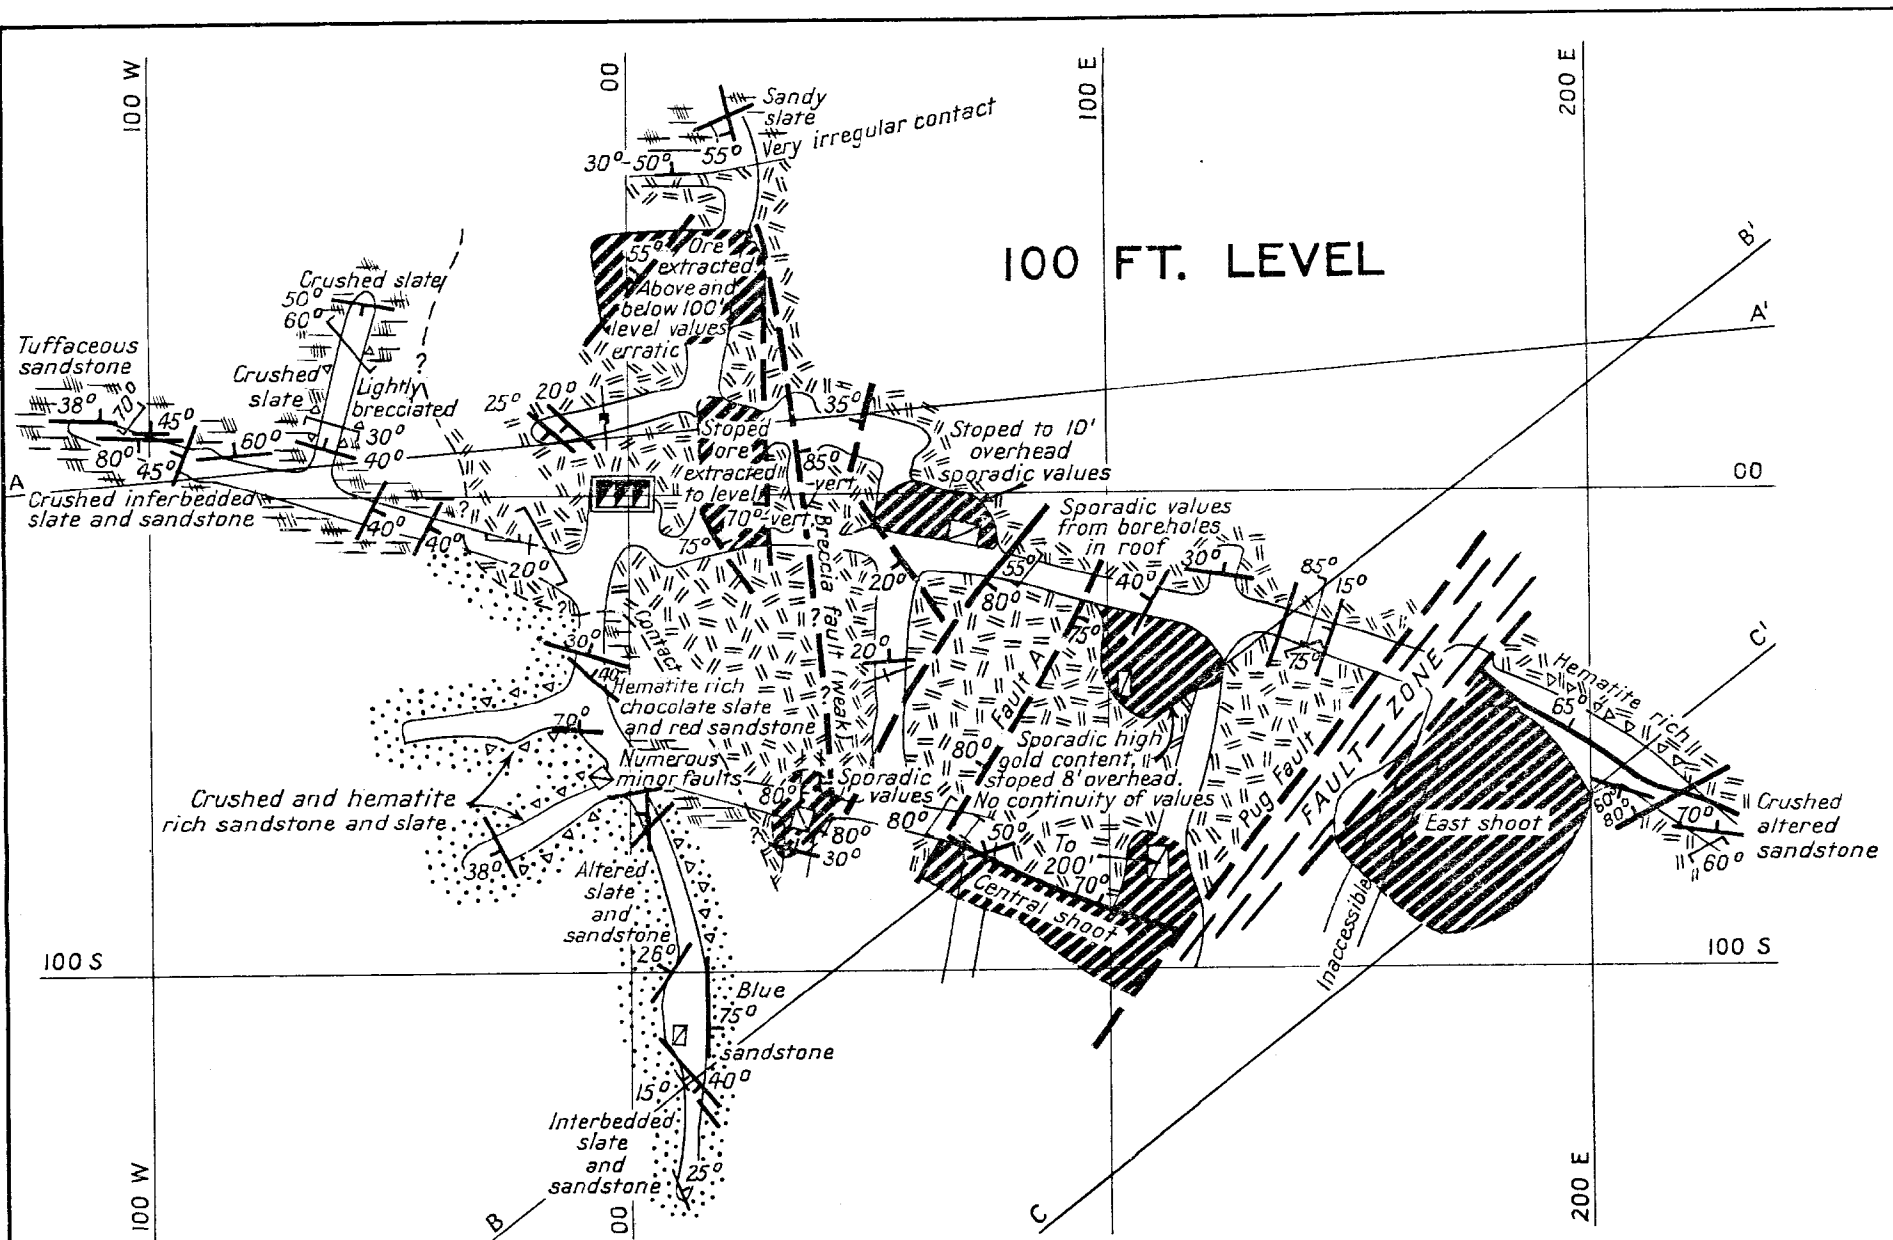 100 W
00
100 E
200 E
Sandy
slate
Very irregular contact
30°-50°
55°
100 FT. LEVEL
B'
A'
55°
Ore
extracted.
Above and
below 100'
level values
erratic
Crushed slate
50°
60°
?
Tuffaceous
sandstone
38°
70°
45°
80°
45°
60°
Crushed
slate
Lightly
brecciated
30°
40°
25°
20°
35°
Stoped
ore
extracted
to level
70°-vert.
85°
-vert.
Stoped to 10'
overhead
sporadic values
00
A
Crushed interbedded
slate and sandstone
40°
40°
?
20°
75°
Breccia fault (weak)
?
?
20°
Sporadic values
from boreholes
in roof
55°
80°
40°
30°
85°
15°
75°
75°
20°
?
30°
Contact
40°
Hematite rich
chocolate slate
and red sandstone
70°
Numerous
minor faults
Crushed and hematite
rich sandstone and slate
38°
Fault A
80°
Sporadic high
gold content,
stoped 8' overhead.
No continuity of values
Sporadic
values
80°
80°
30°
?
80°
50°
To
200'
70°
Central shoot
Pug Fault
FAULT ZONE
C'
Hematite rich
65°
East shoot
80°
80°
70°
60°
Crushed
altered
sandstone
Inaccessible
Altered
slate
and
sandstone
26°
100 S
100 S
Blue
75°
sandstone
15°
40°
Interbedded
slate
and
sandstone
25°
B
C
100 W
00
200 E